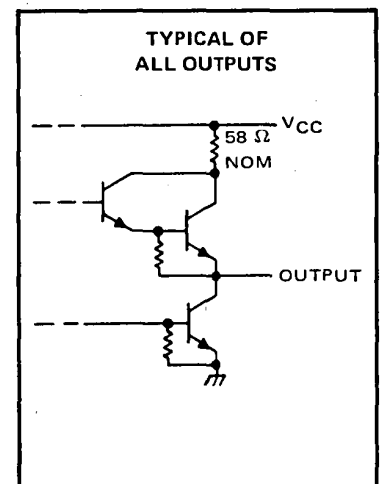 TYPICAL OF
ALL OUTPUTS
VCC
58 Ω
NOM
OUTPUT